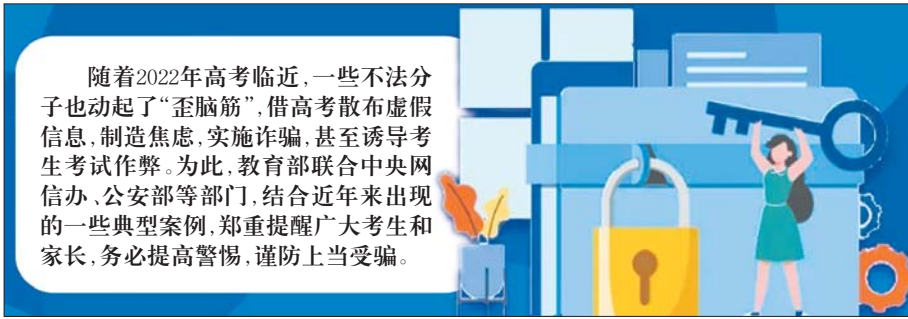 随着2022年高考临近,一些不法分
子也动起了“歪脑筋”,借高考散布虚假
信息,制造焦虑,实施诈骗,甚至诱导考
生考试作弊。为此,教育部联合中央网
信办、公安部等部门,结合近年来出现
的一些典型案例,郑重提醒广大考生和
家长,务必提高警惕,谨防上当受骗。